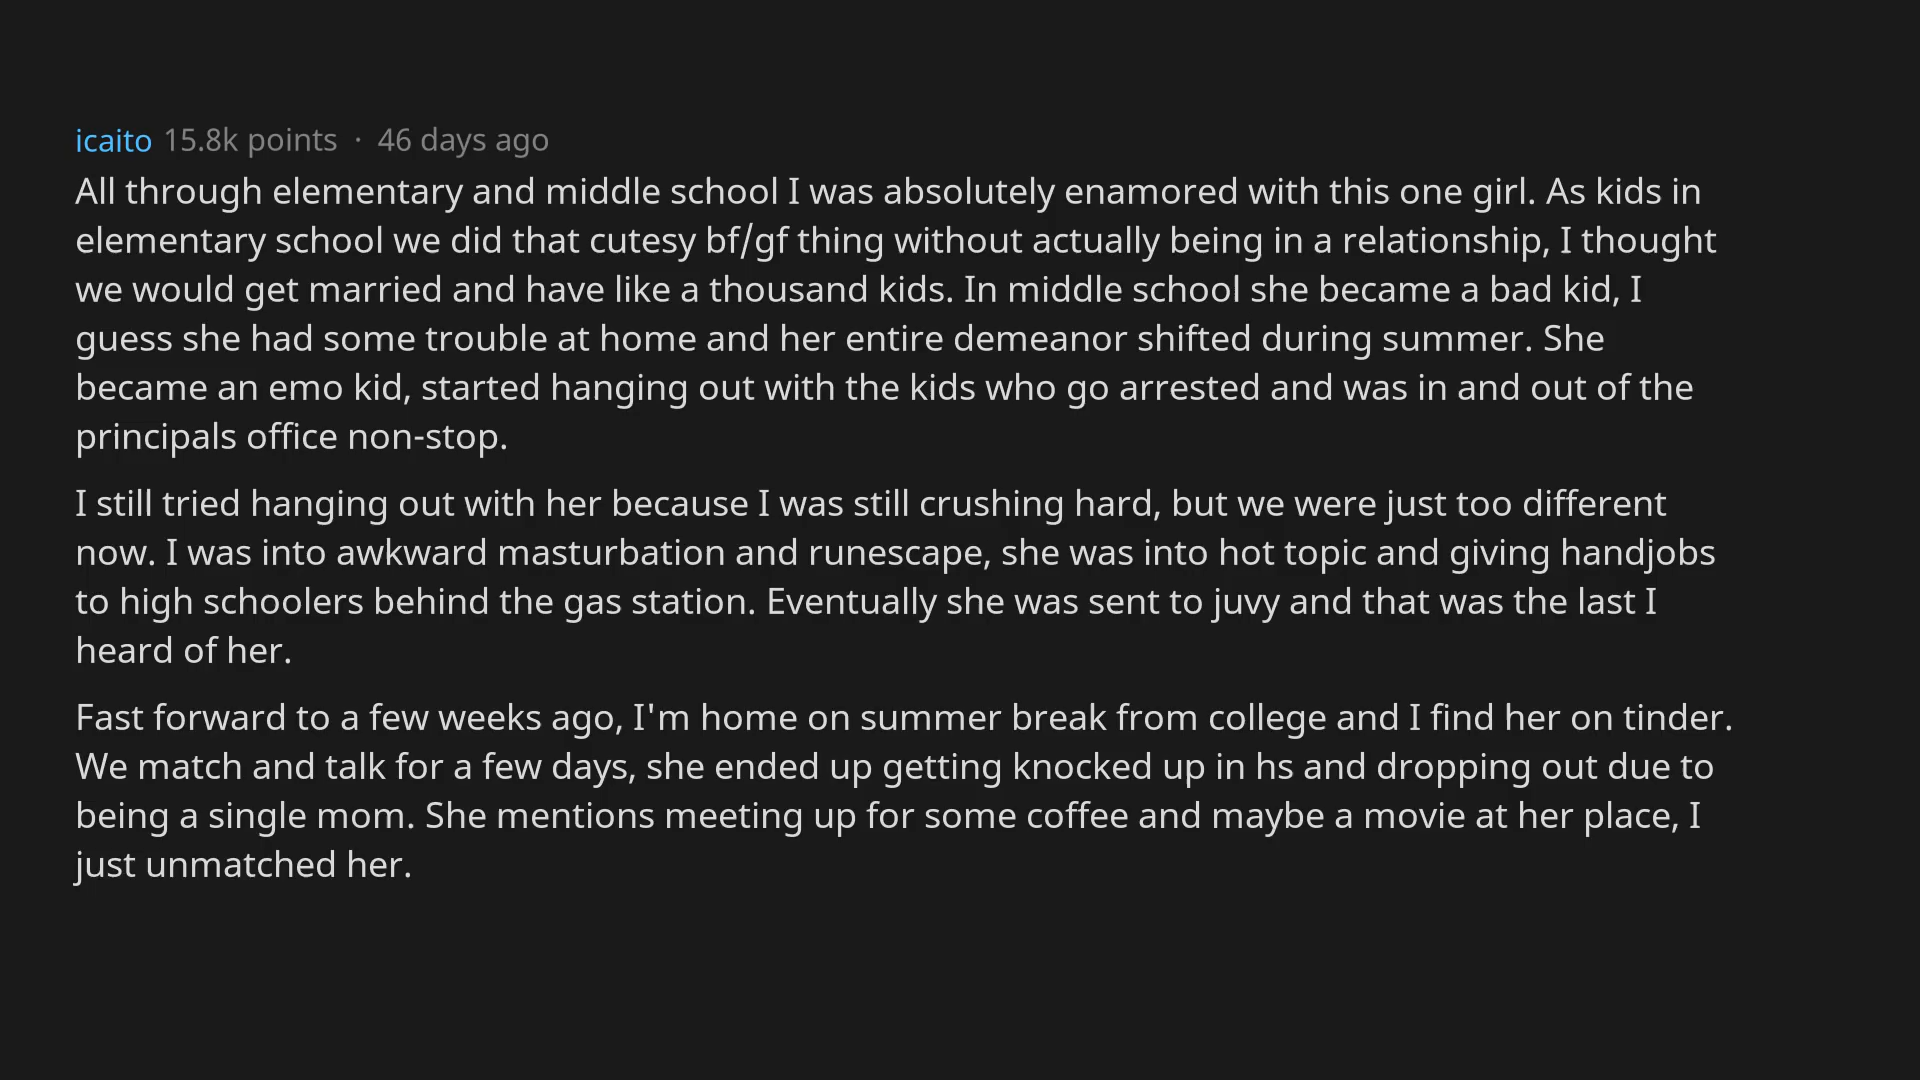 icaito 15.8k points · 46 days ago
All through elementary and middle school I was absolutely enamored with this one girl. As kids in
elementary school we did that cutesy bf/gf thing without actually being in a relationship, I thought
we would get married and have like a thousand kids. In middle school she became a bad kid, I
guess she had some trouble at home and her entire demeanor shifted during summer. She
became an emo kid, started hanging out with the kids who go arrested and was in and out of the
principals office non-stop.
I still tried hanging out with her because I was still crushing hard, but we were just too different
now. I was into awkward masturbation and runescape, she was into hot topic and giving handjobs
to high schoolers behind the gas station. Eventually she was sent to juvy and that was the last I
heard of her.
Fast forward to a few weeks ago, I'm home on summer break from college and I find her on tinder.
We match and talk for a few days, she ended up getting knocked up in hs and dropping out due to
being a single mom. She mentions meeting up for some coffee and maybe a movie at her place, I
just unmatched her.